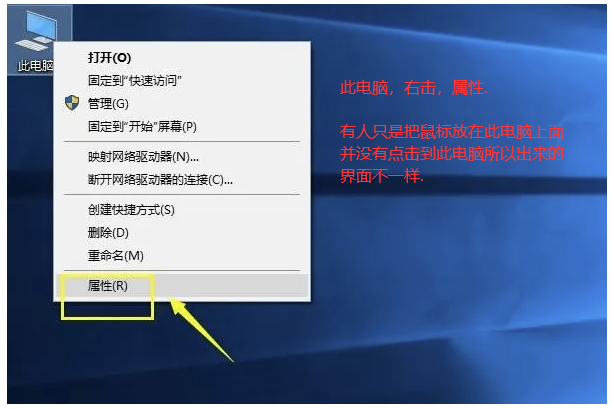 此电脑
打开(O)
固定到“快速访问”
管理(G)
固定到“开始”屏幕(P)
映射网络驱动器(N)...
断开网络驱动器的连接(C)...
创建快捷方式(S)
删除(D)
重命名(M)
属性(R)
此电脑，右击，属性.
有人只是把鼠标放在此电脑上面
并没有点击到此电脑所以出来的
界面不一样.